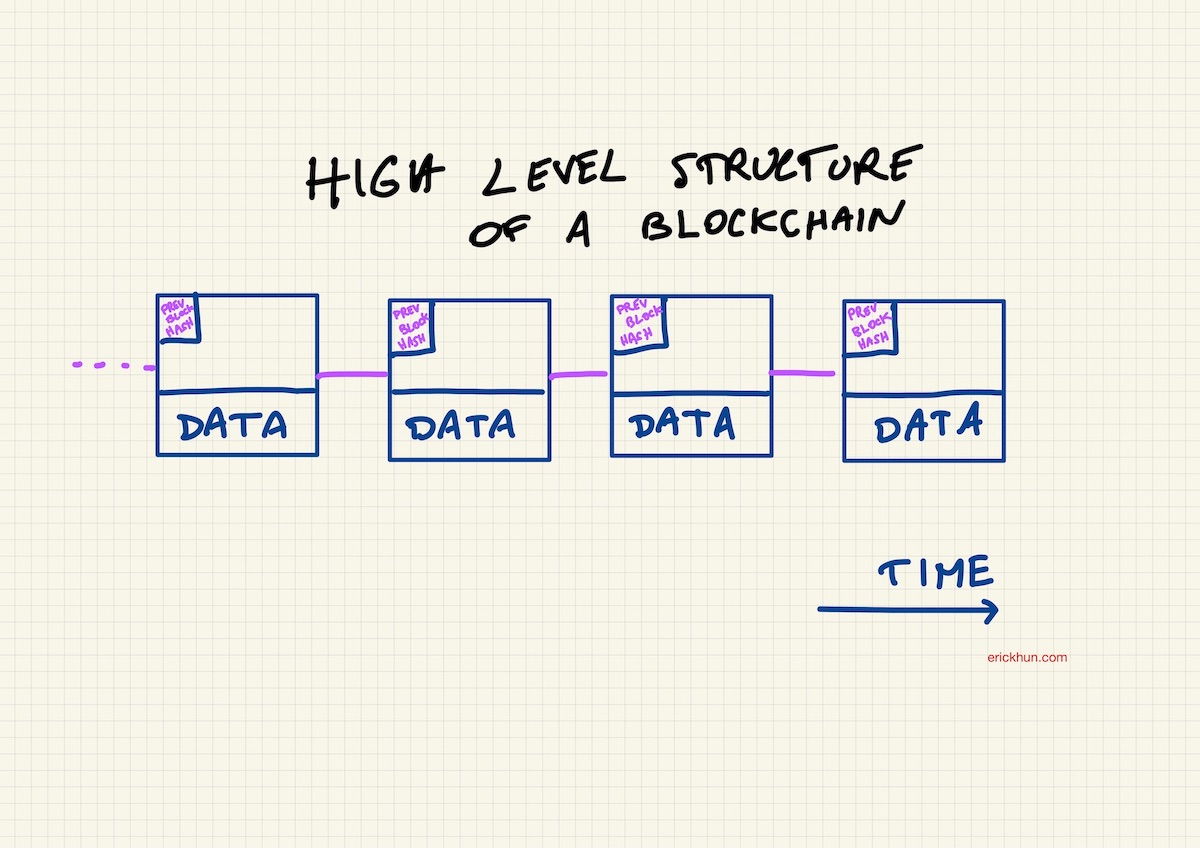 HIGH LEVEL STRUCTURE
OF A BLOCKCHAIN
PREV
BLOCK
HASH
DATA
PREV
BLOCK
HASH
DATA
PREV
BLOCK
HASH
DATA
PREV
BLOCK
HASH
DATA
TIME
erickhun.com